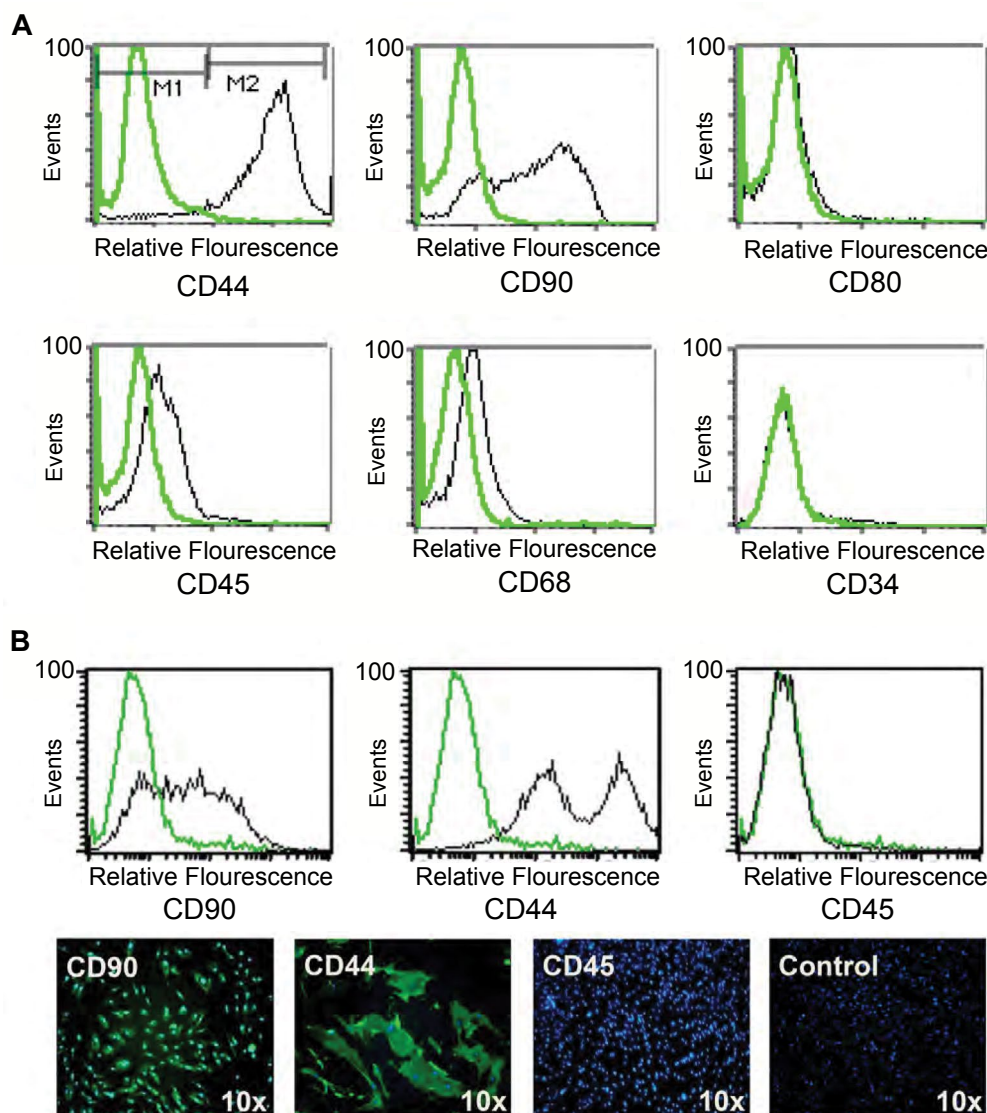 A
100
M1
M2
Events
Relative Flourescence
CD44
100
Events
Relative Flourescence
CD90
100
Events
Relative Flourescence
CD80
100
Events
Relative Flourescence
CD45
100
Events
Relative Flourescence
CD68
100
Events
Relative Flourescence
CD34
B
100
Events
Relative Flourescence
CD90
100
Events
Relative Flourescence
CD44
100
Events
Relative Flourescence
CD45
CD90
10x
CD44
10x
CD45
10x
Control
10x